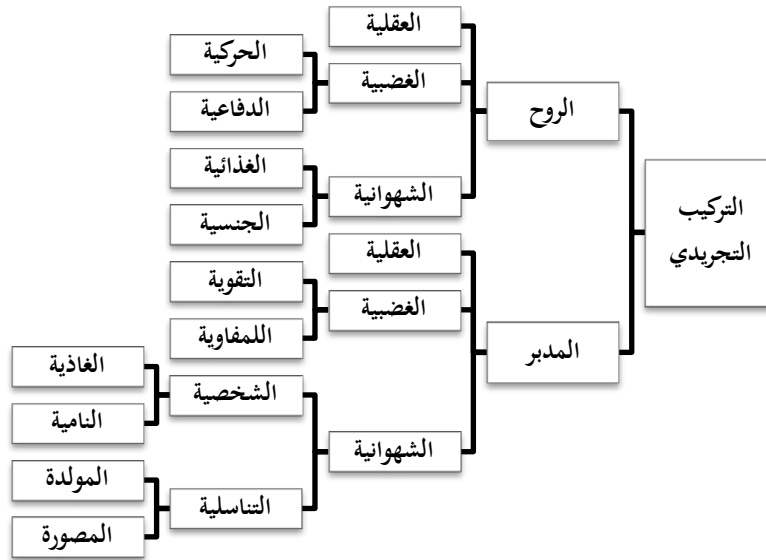 التركيب
التجريدي
الروح
العقلية
الغضبية
الحركية
الدفاعية
الشهوانية
الغذائية
الجنسية
المدبر
العقلية
الغضبية
التقوية
اللمفاوية
الشهوانية
الشخصية
الغاذية
النامية
التناسلية
المولدة
المصورة